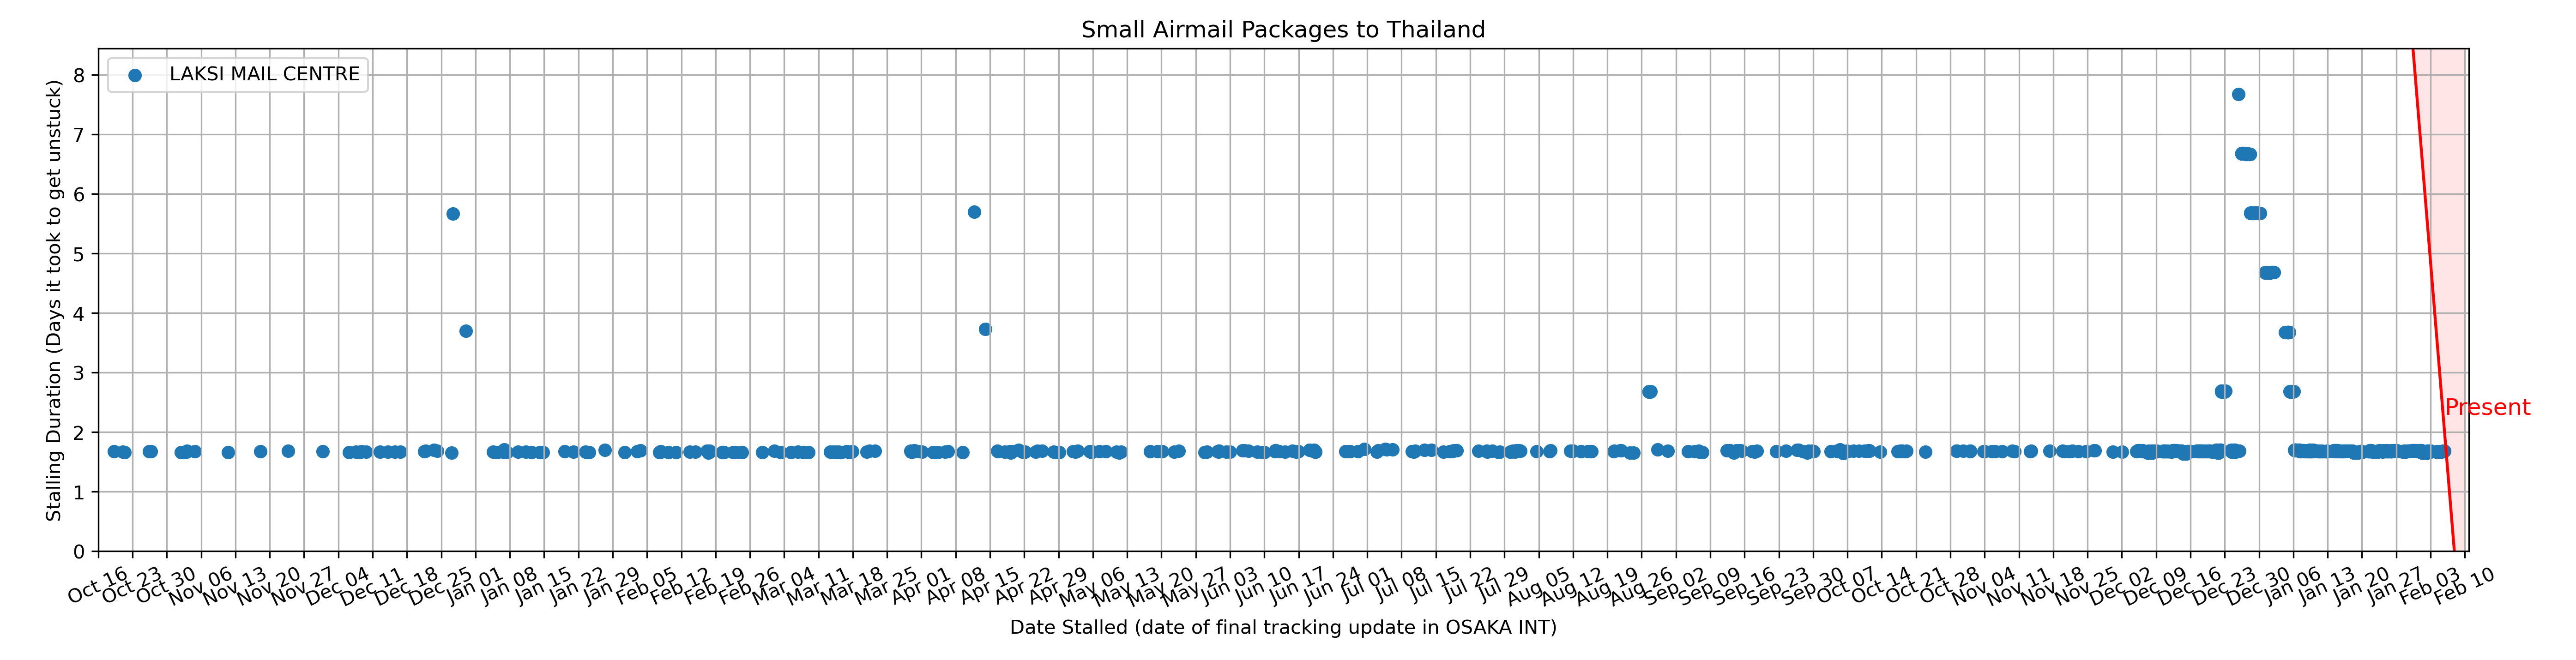 Small Airmail Packages to Thailand
LAKSI MAIL CENTRE
Stalling Duration (Days it took to get unstuck)
8
7
6
5
4
3
2
1
0
Present
Oct 16
Oct 23
Oct 30
Nov 06
Nov 13
Nov 20
Nov 27
Dec 04
Dec 11
Dec 18
Dec 25
Jan 01
Jan 08
Jan 15
Jan 22
Jan 29
Feb 05
Feb 12
Feb 19
Feb 26
Mar 04
Mar 11
Mar 18
Mar 25
Apr 01
Apr 08
Apr 15
Apr 22
Apr 29
May 06
May 13
May 20
May 27
Jun 03
Jun 10
Jun 17
Jun 24
Jul 01
Jul 08
Jul 15
Jul 22
Jul 29
Aug 05
Aug 12
Aug 19
Aug 26
Sep 02
Sep 09
Sep 16
Sep 23
Sep 30
Oct 07
Oct 14
Oct 21
Oct 28
Nov 04
Nov 11
Nov 18
Nov 25
Dec 02
Dec 09
Dec 16
Dec 23
Dec 30
Jan 06
Jan 13
Jan 20
Jan 27
Feb 03
Feb 10
Date Stalled (date of final tracking update in OSAKA INT)